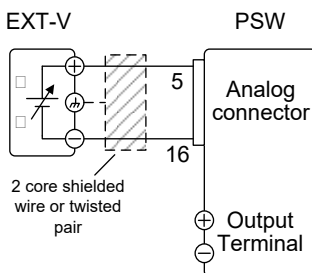 EXT-V
PSW
5
Analog
connector
16
2 core shielded
wire or twisted
pair
Output
Terminal